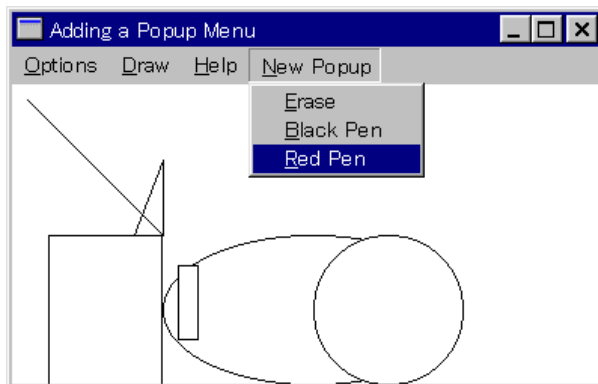 Adding a Popup Menu
Options Draw Help New Popup
Erase
Black Pen
Red Pen